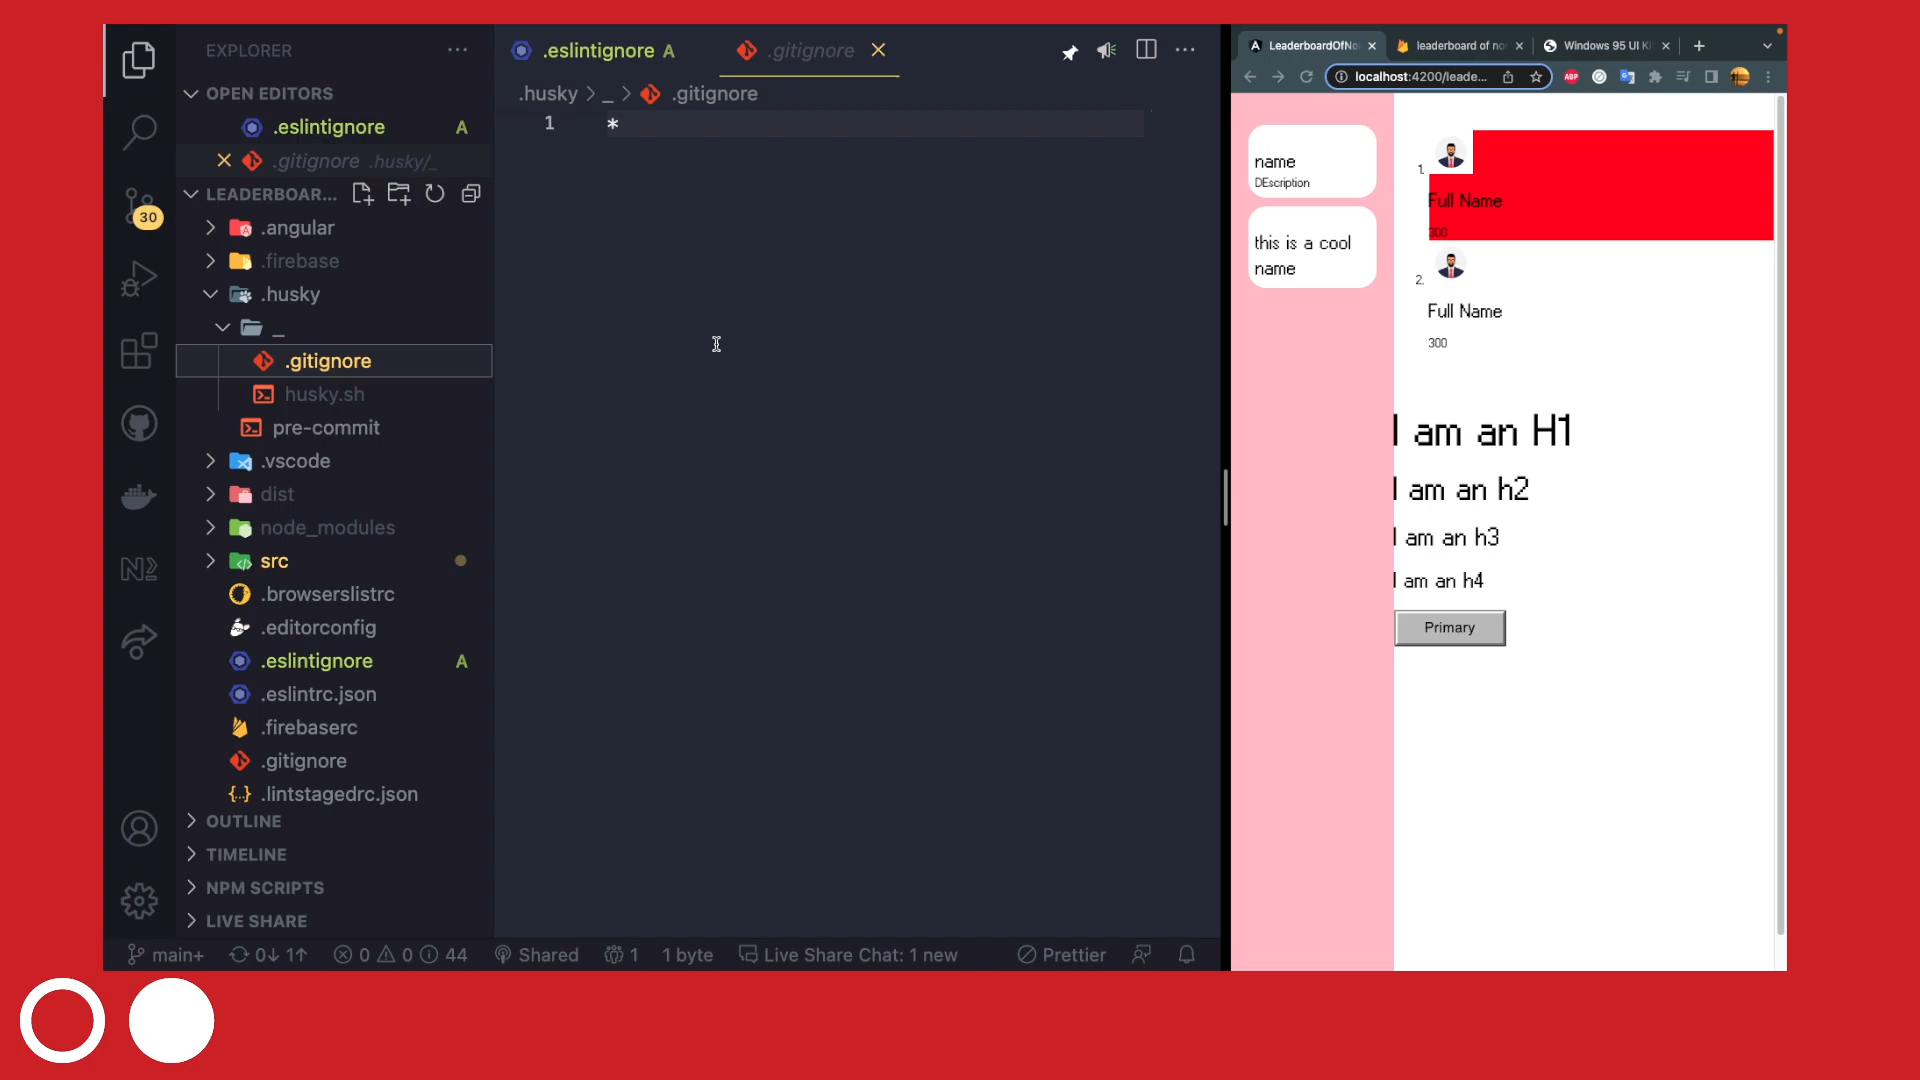 EXPLORER
OPEN EDITORS
.eslintignore A
.gitignore .husky/_
LEADERBOAR...
.angular
.firebase
.husky
_
.gitignore
husky.sh
pre-commit
.vscode
dist
node_modules
src
.browserslistrc
.editorconfig
.eslintignore A
.eslintrc.json
.firebaserc
.gitignore
.lintstagedrc.json
OUTLINE
TIMELINE
NPM SCRIPTS
LIVE SHARE
30
.eslintignore A
.gitignore
.husky > _ > .gitignore
1 *
main+ 0↓ 1↑ 0 0 44 Shared 1 1 byte Live Share Chat: 1 new Prettier
LeaderboardOfNo
leaderboard of no
Windows 95 UI Ki
localhost:4200/leade...
ABP
name
DEscription
this is a cool
name
1.
Full Name
300
2.
Full Name
300
I am an H1
I am an h2
I am an h3
I am an h4
Primary